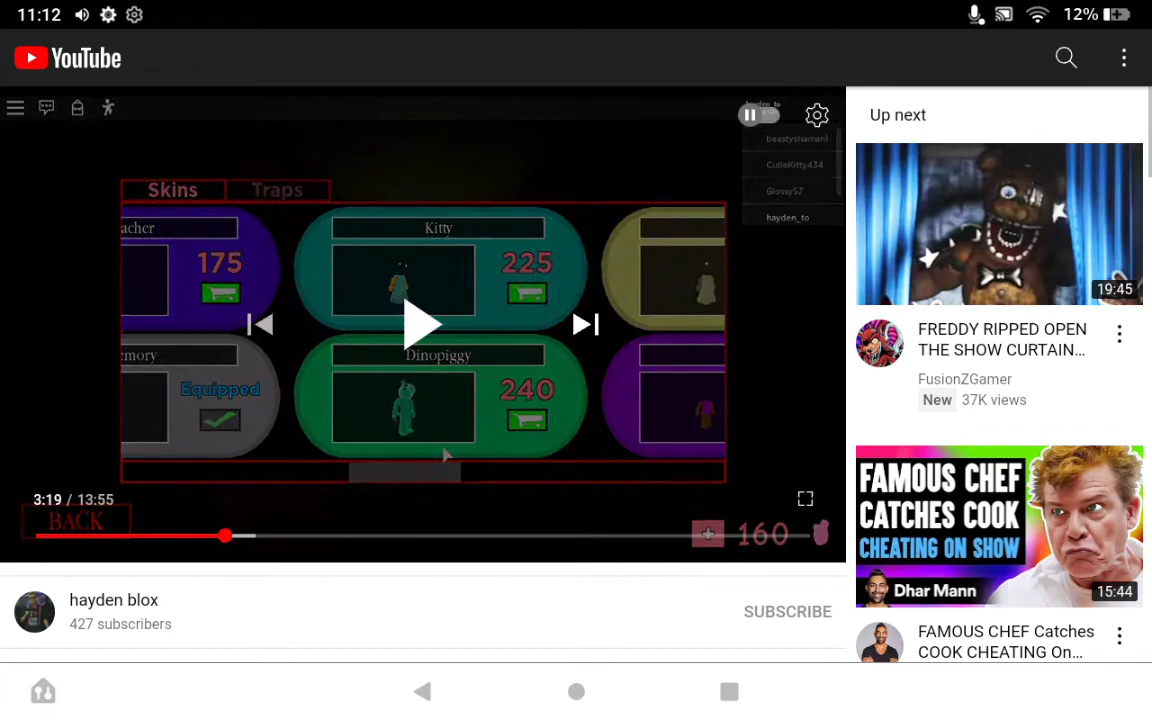 11:12
12%
YouTube
hayden_to
beastyshaman1
CutieKitty434
GlossyS7
hayden_to
Skins
Traps
acher
175
Kitty
225
emory
Equipped
Dinopiggy
240
3:19 / 13:55
BACK
160
hayden blox
427 subscribers
SUBSCRIBE
Up next
19:45
FREDDY RIPPED OPEN
THE SHOW CURTAIN...
FusionZGamer
New 37K views
FAMOUS CHEF
CATCHES COOK
CHEATING ON SHOW
Dhar Mann
15:44
FAMOUS CHEF Catches
COOK CHEATING On...